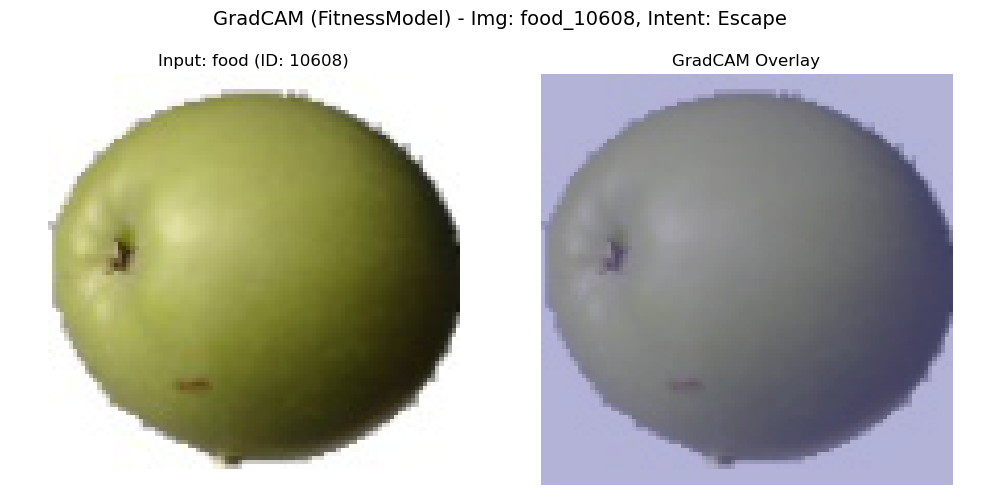 GradCAM (FitnessModel) - Img: food_10608, Intent: Escape
Input: food (ID: 10608)
GradCAM Overlay